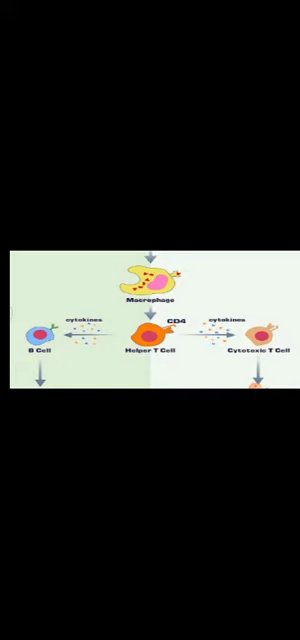 Macrophage
cytokines
CD4
cytokines
B Cell
Helper T Cell
Cytotoxic T Cell